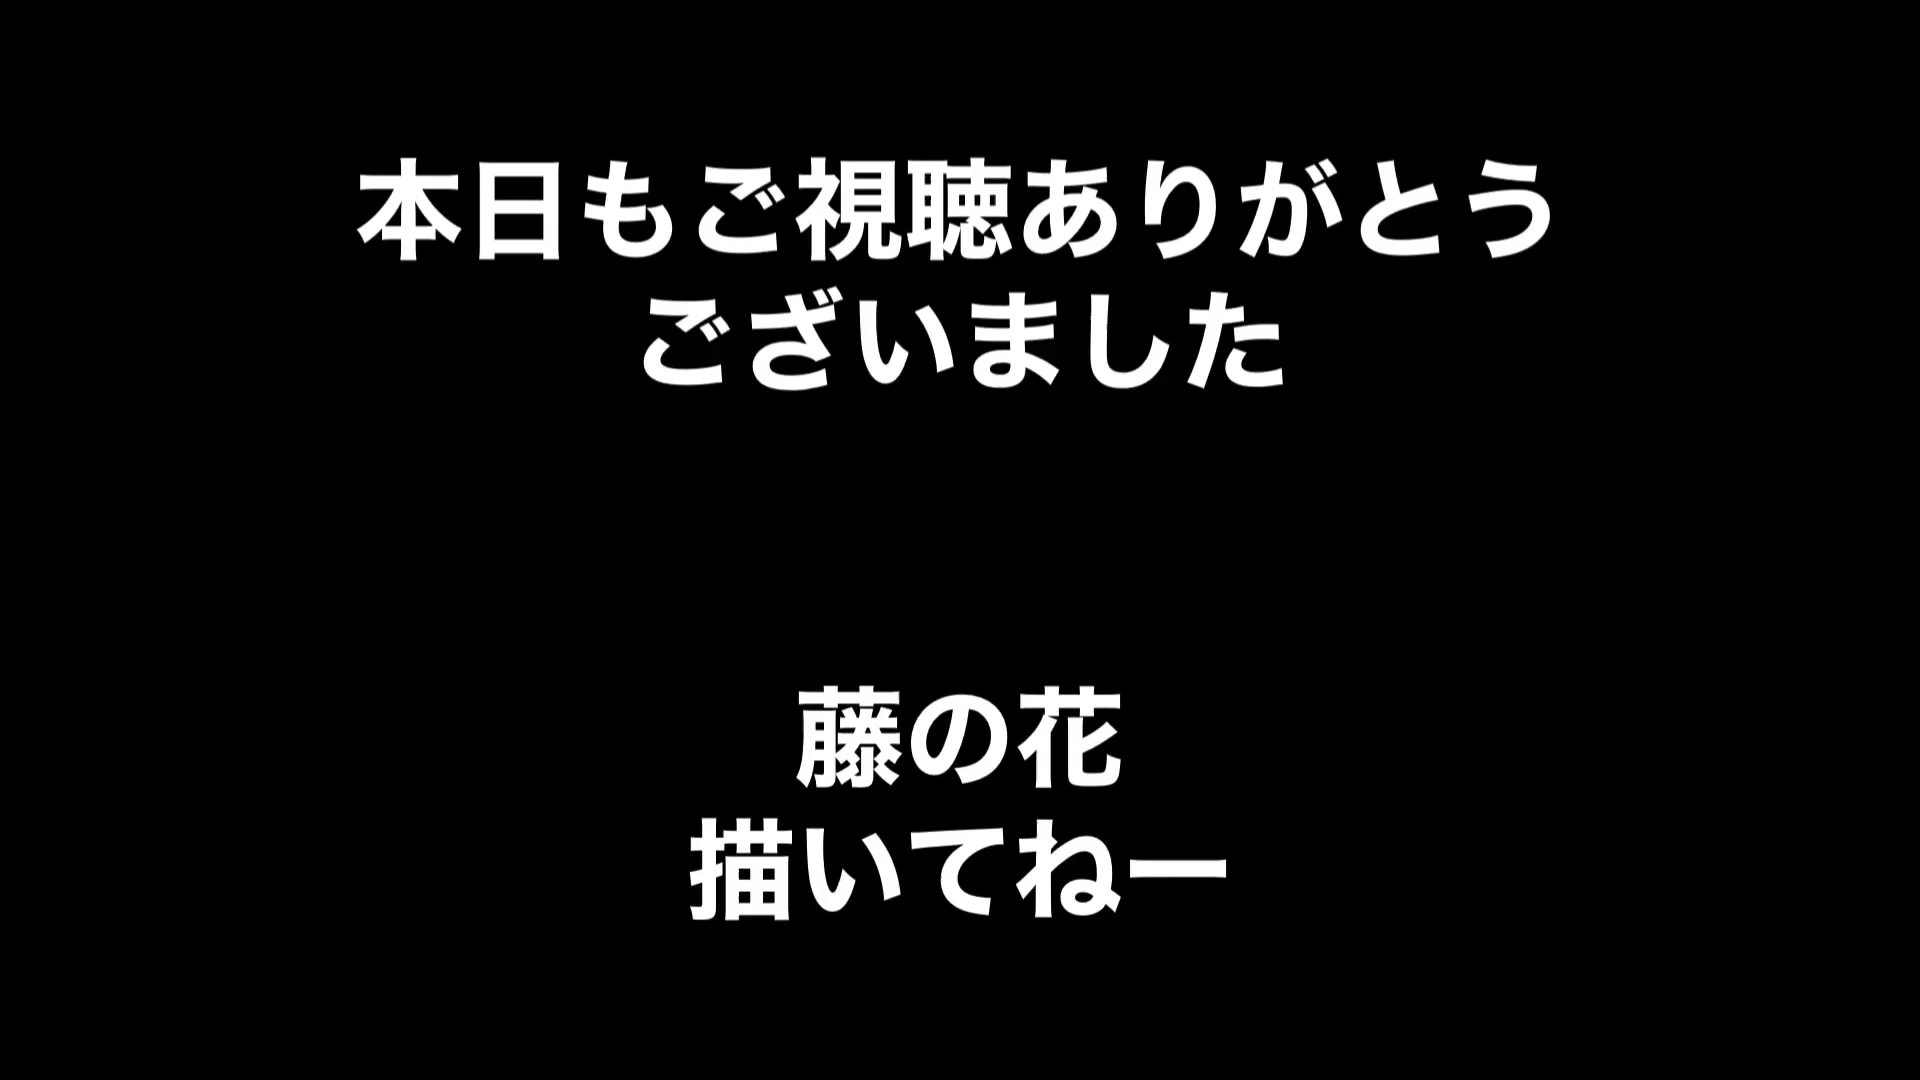 本日もご視聴ありがとう
ございました
藤の花
描いてねー